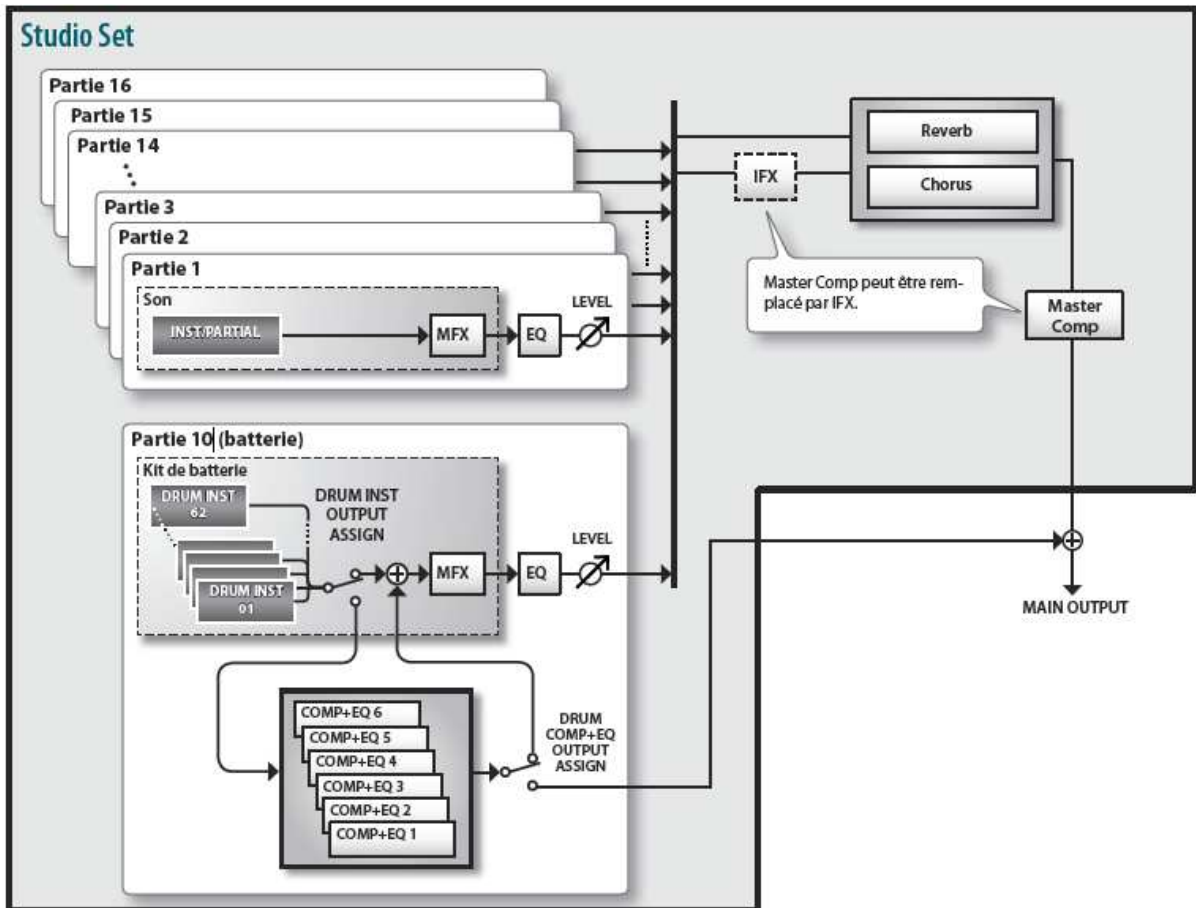 Studio Set
Partie 16
Partie 15
Partie 14
Partie 3
Partie 2
Partie 1
Son
INST/PARTIAL
MFX
EQ
LEVEL
Reverb
Chorus
IFX
Master Comp peut être rem-
placé par IFX.
Master
Comp
Partie 10 (batterie)
Kit de batterie
DRUM INST
62
DRUM INST
OUTPUT
ASSIGN
DRUM INST
01
MFX
EQ
LEVEL
MAIN OUTPUT
COMP+EQ 6
COMP+EQ 5
COMP+EQ 4
COMP+EQ 3
COMP+EQ 2
COMP+EQ 1
DRUM
COMP+EQ
OUTPUT
ASSIGN